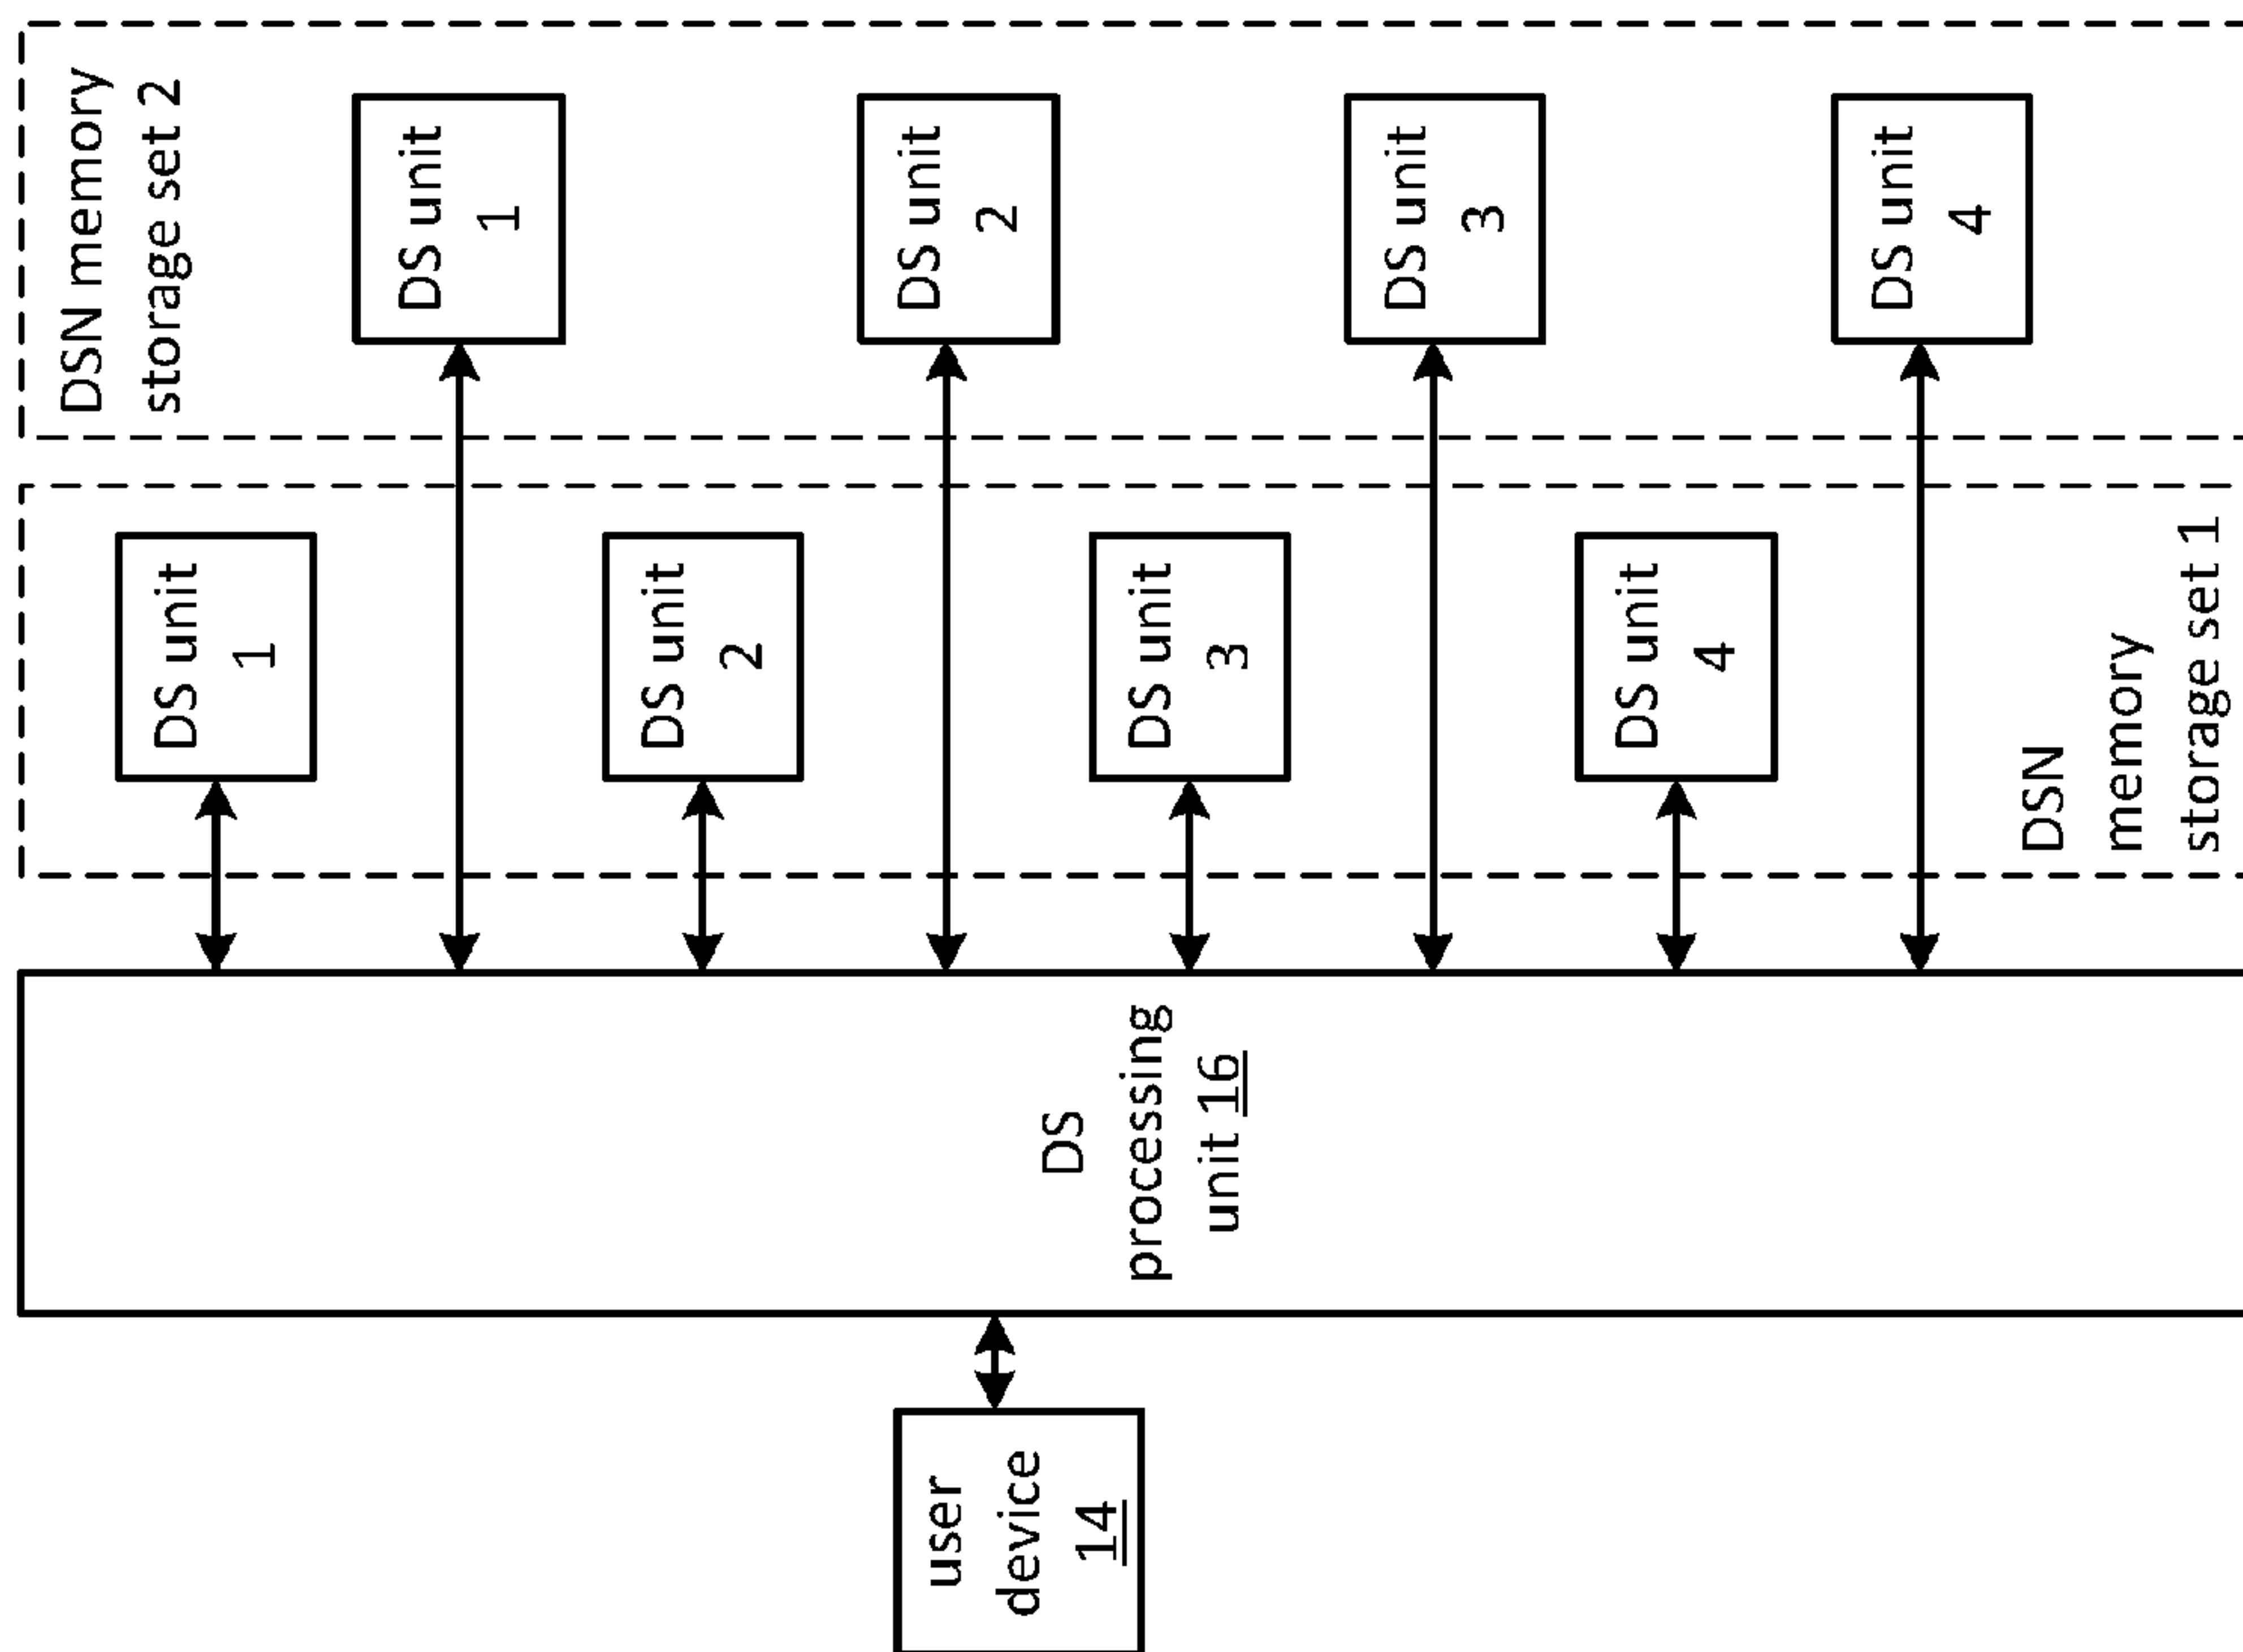 DSN memory
storage set 2
DS unit
1
DS unit
2
DS unit
3
DS unit
4
DS unit
1
DS unit
2
DS unit
3
DS unit
4
DSN
memory
storage set 1
DS
processing
unit 16
user
device
14